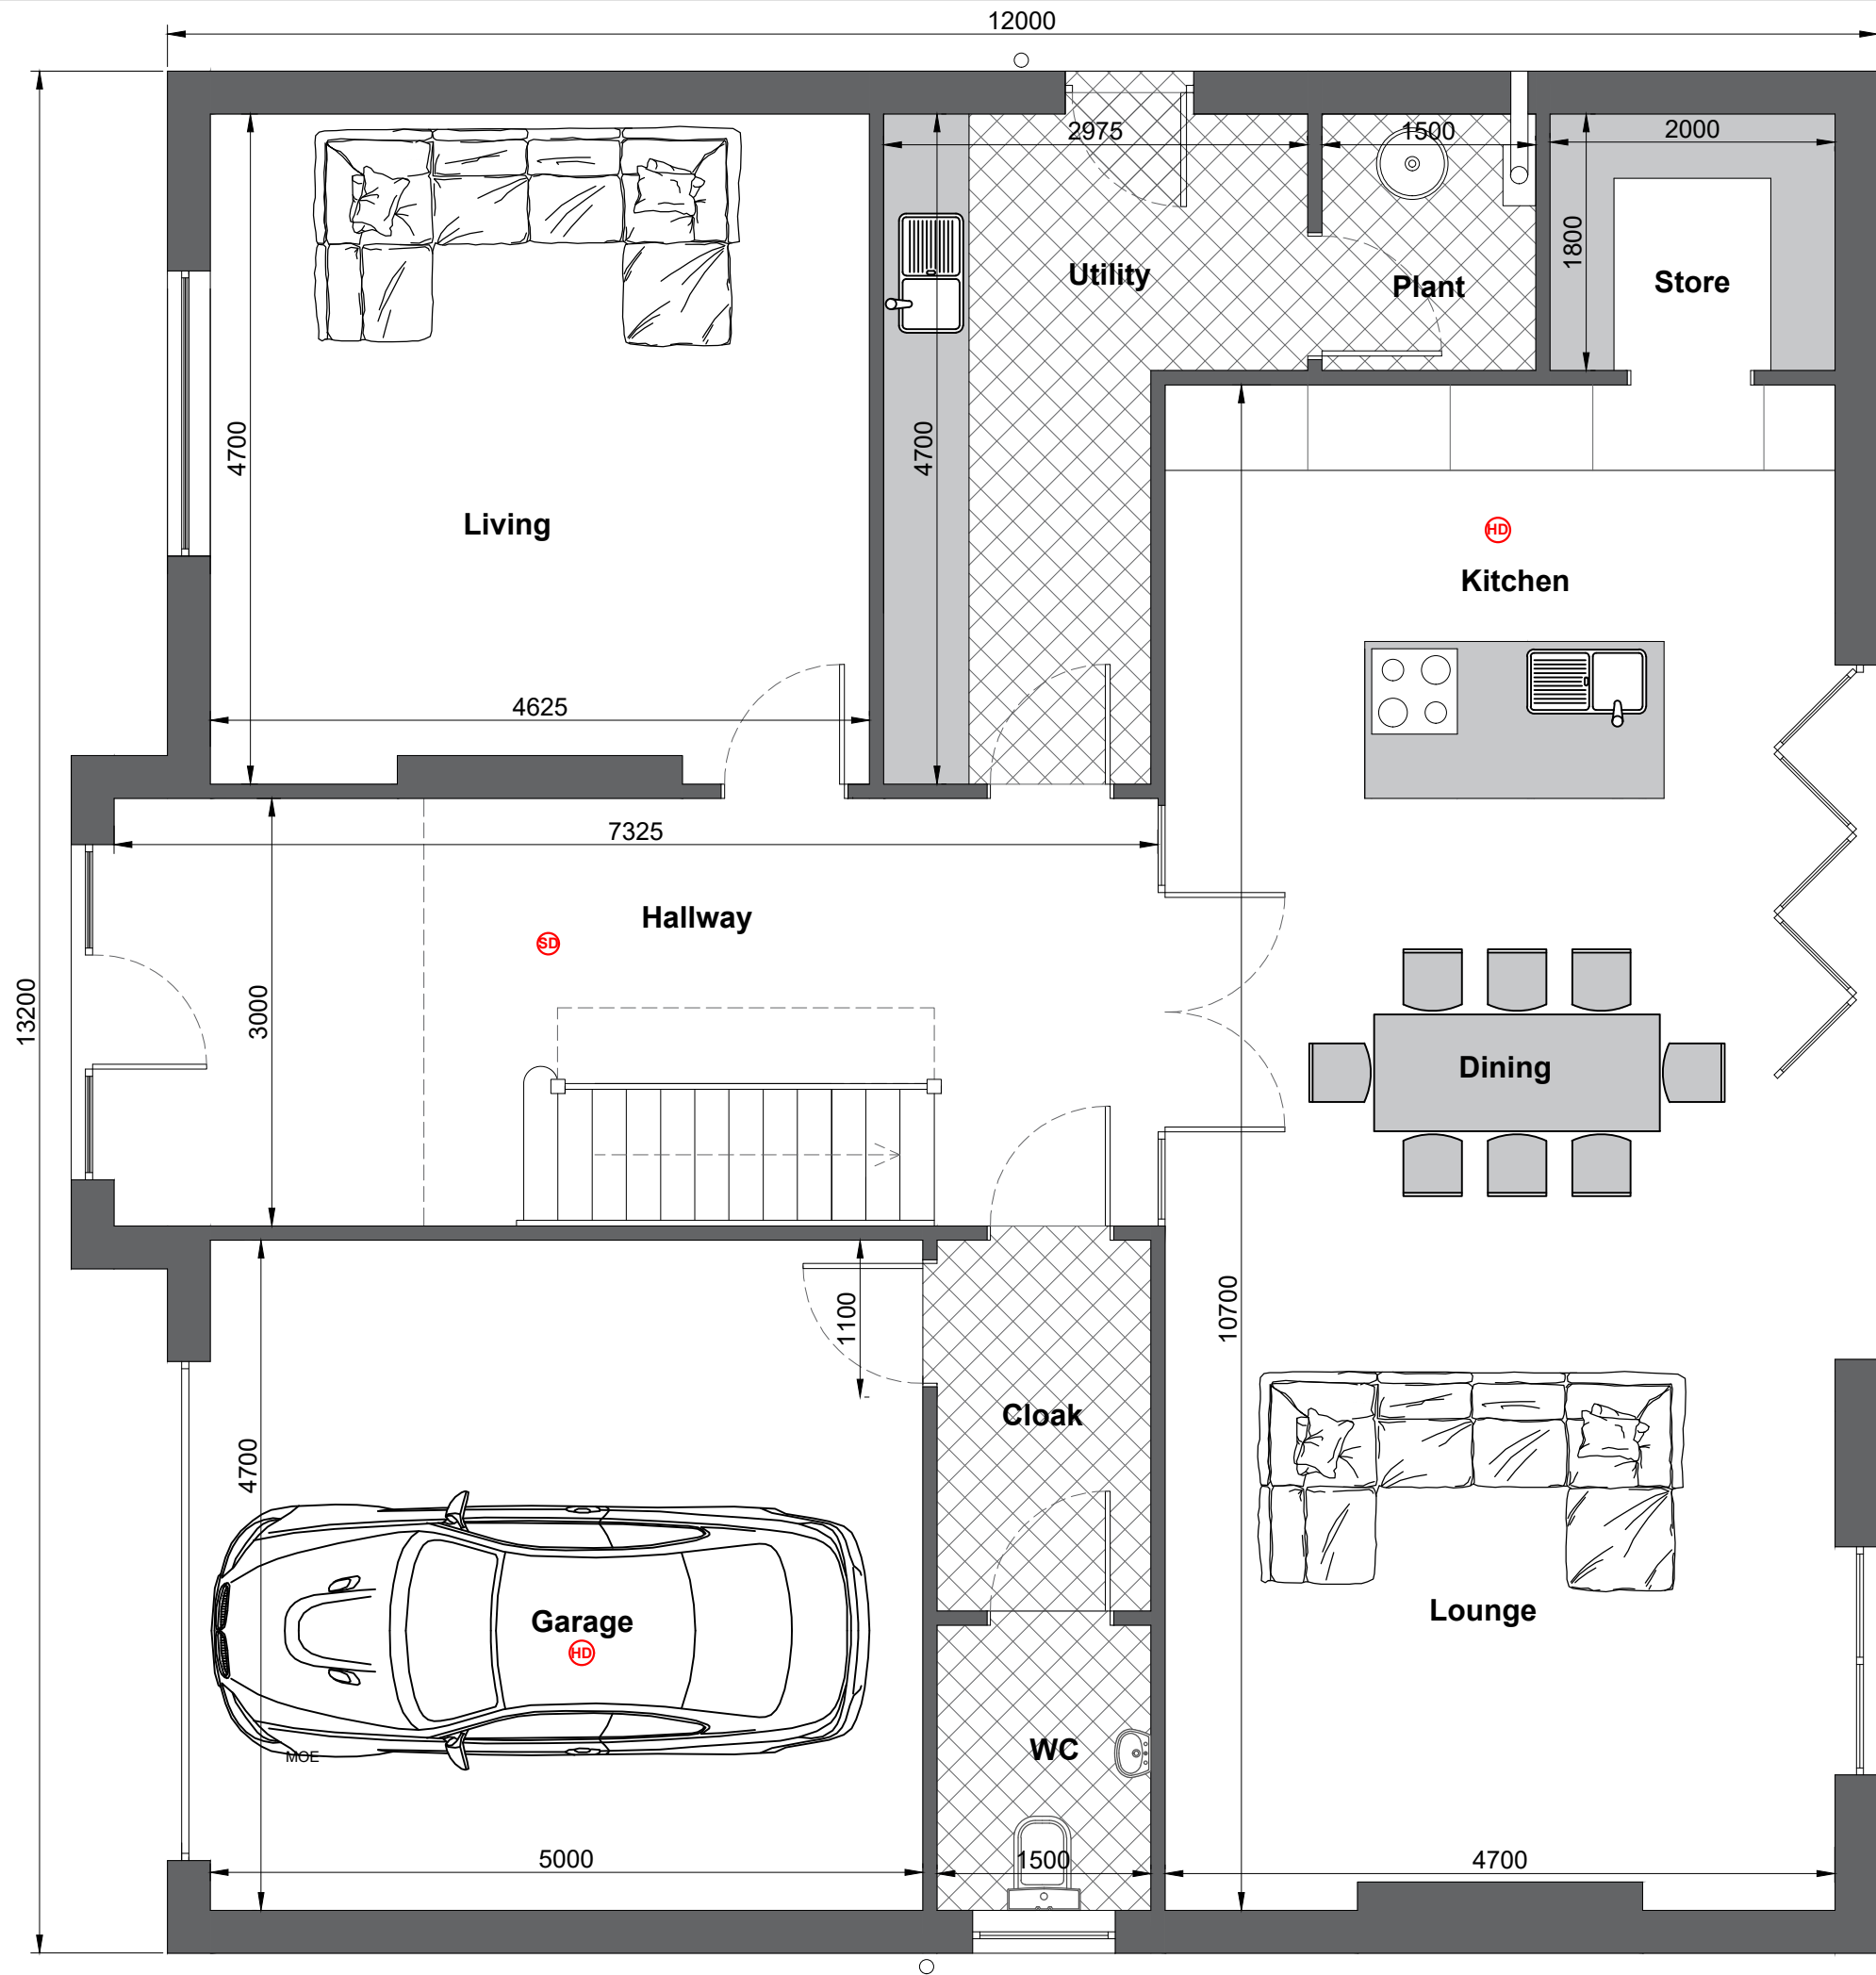 12000
2975
1500
2000
1800
Utility
Plant
Store
4700
4700
Living
HD
Kitchen
4625
7325
Hallway
SD
13200
3000
Dining
10700
1100
Cloak
4700
Garage
HD
Lounge
MOE
WC
5000
1500
4700